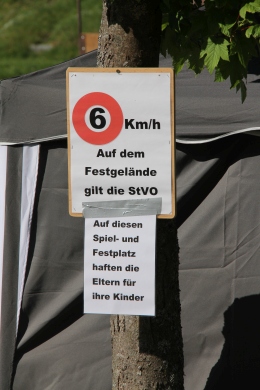 6 Km/h
Auf dem
Festgelände
gilt die StVO
Auf diesen
Spiel- und
Festplatz
haften die
Eltern für
ihre Kinder